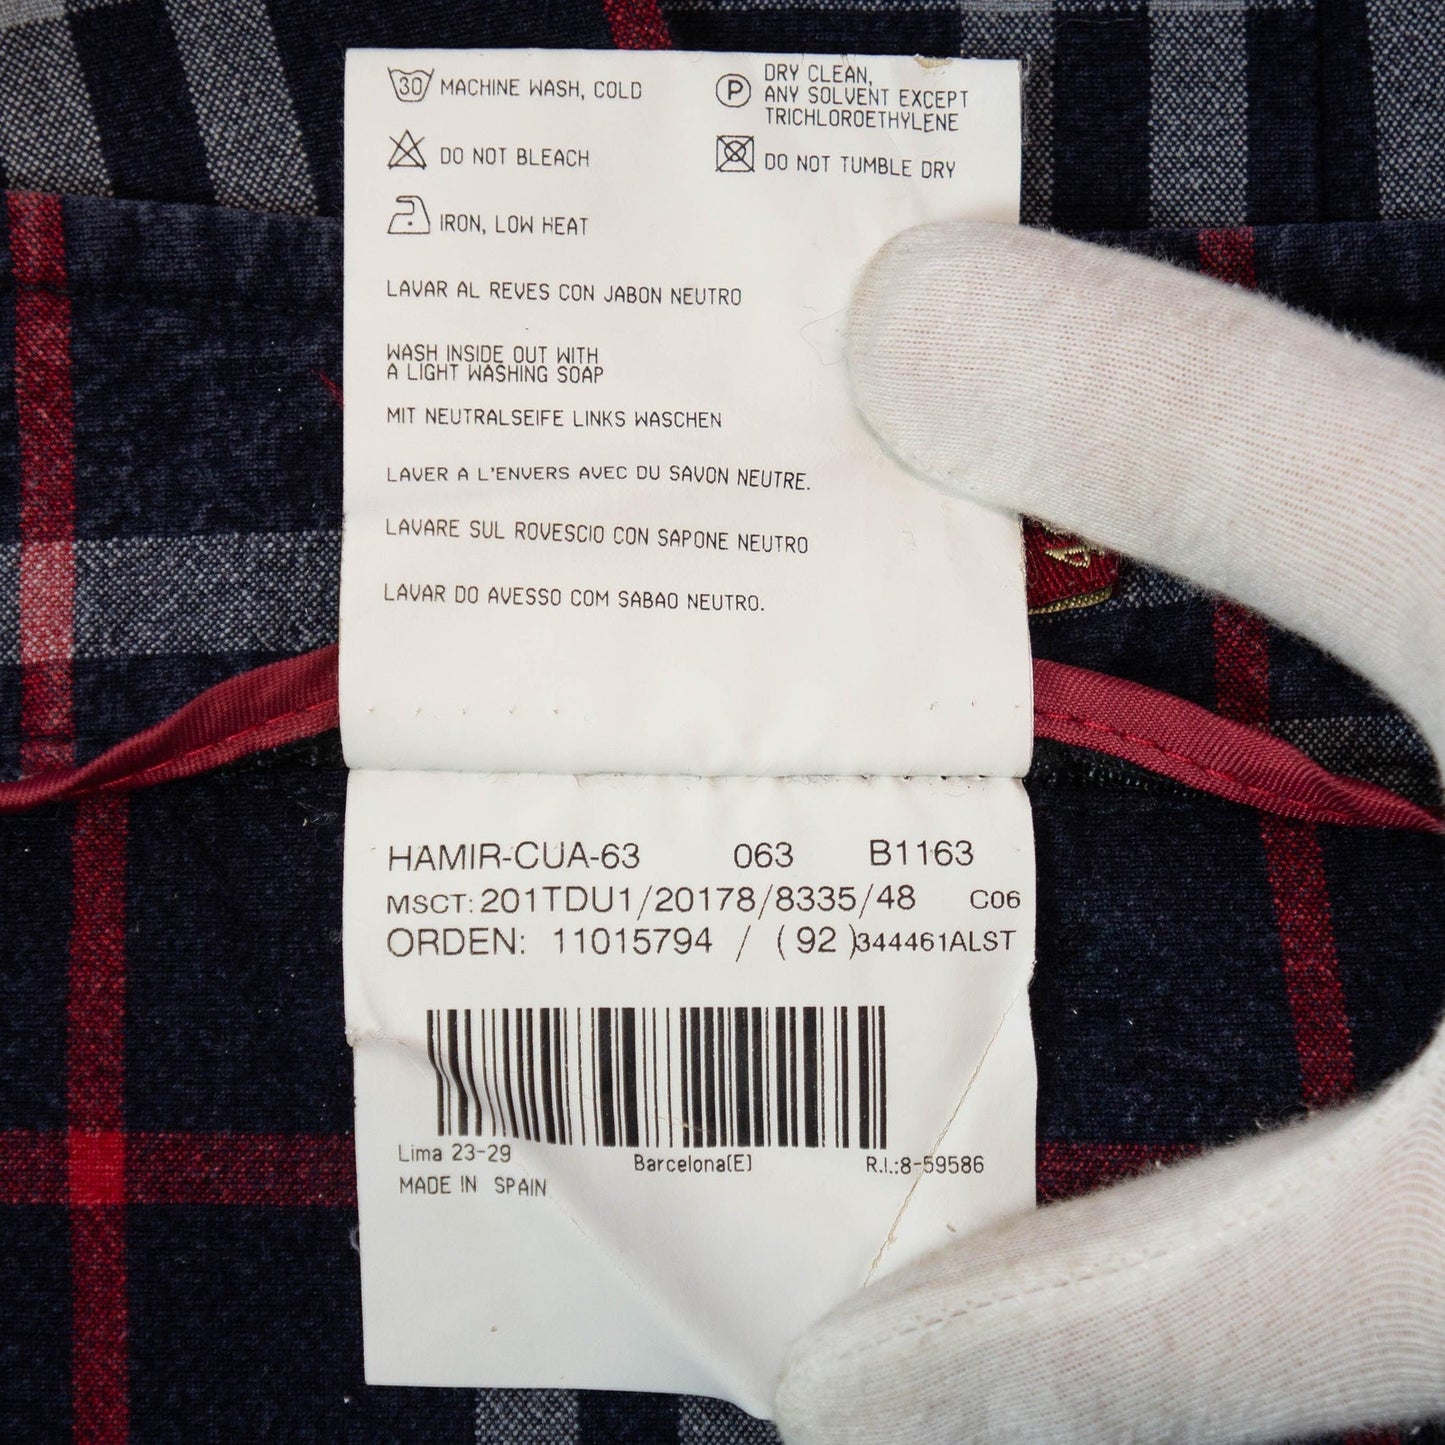 30 MACHINE WASH, COLD
DO NOT BLEACH
IRON, LOW HEAT
P DRY CLEAN,
ANY SOLVENT EXCEPT
TRICHLOROETHYLENE
DO NOT TUMBLE DRY
LAVAR AL REVES CON JABON NEUTRO
WASH INSIDE OUT WITH
A LIGHT WASHING SOAP
MIT NEUTRALSEIFE LINKS WASCHEN
LAVER A L'ENVERS AVEC DU SAVON NEUTRE.
LAVARE SUL ROVESCIO CON SAPONE NEUTRO
LAVAR DO AVESSO COM SABAO NEUTRO.
HAMIR-CUA-63 063 B1163
MSCT: 201TDU1/20178/8335/48 C06
ORDEN: 11015794 / (92)344461ALST
Lima 23-29 Barcelona(E) R.I.:8-59586
MADE IN SPAIN